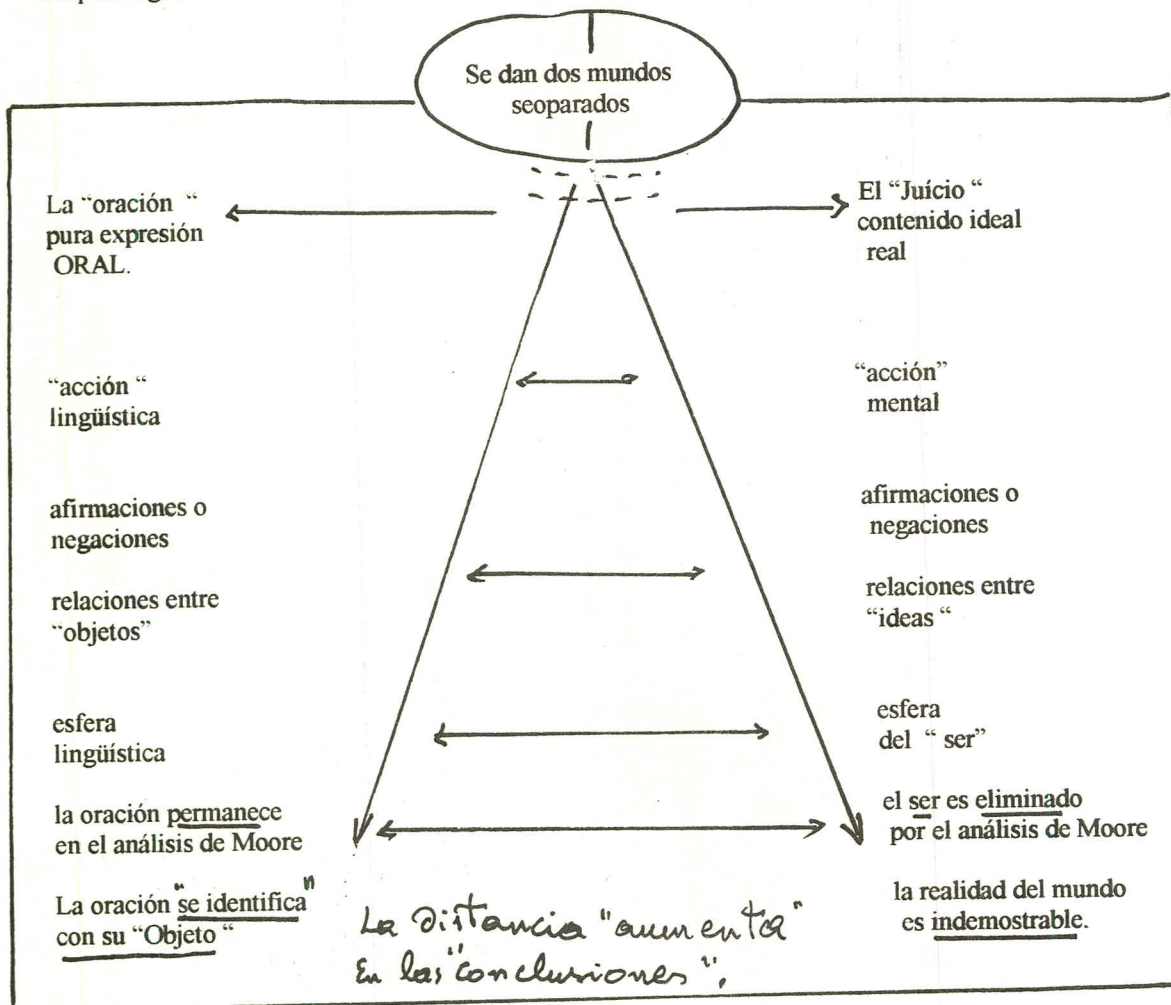 Se dan dos mundos
seoparados
La “oración “
pura expresión
ORAL.
El “Juício “
contenido ideal
real
“acción “
lingüística
“acción”
mental
afirmaciones o
negaciones
afirmaciones o
negaciones
relaciones entre
“objetos”
relaciones entre
“ideas “
esfera
lingüística
esfera
del “ ser”
la oración permanece
en el análisis de Moore
el ser es eliminado
por el análisis de Moore
La oración "se identifica"
con su “Objeto “
la realidad del mundo
es indemostrable.
La Distancia "aumenta"
En las "conclusiones".